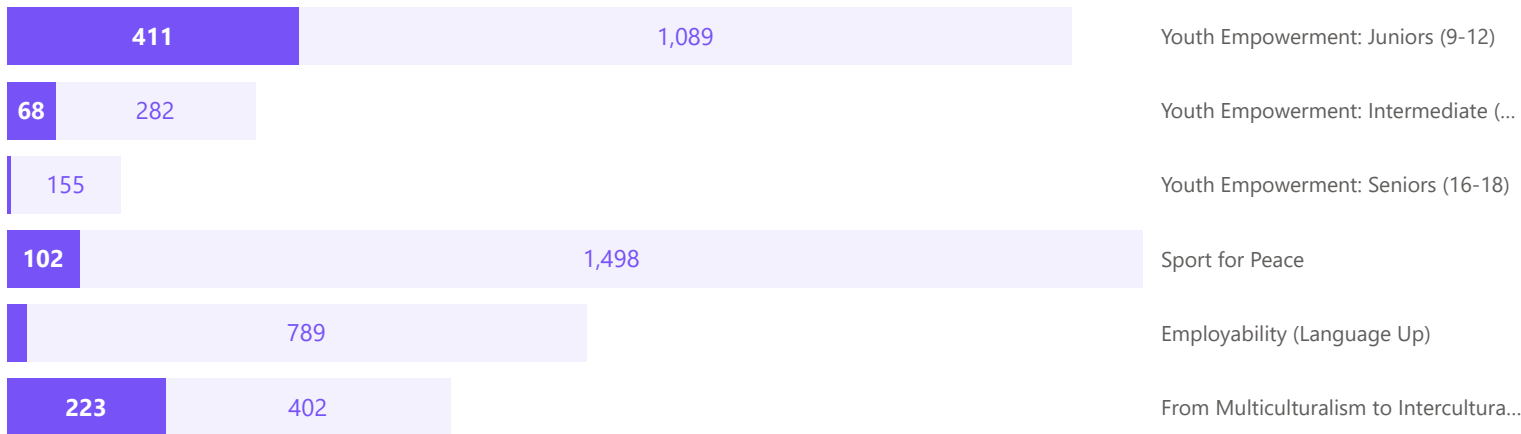 411 1,089 Youth Empowerment: Juniors (9-12)
68 282 Youth Empowerment: Intermediate (...
155 Youth Empowerment: Seniors (16-18)
102 1,498 Sport for Peace
789 Employability (Language Up)
223 402 From Multiculturalism to Intercultura...